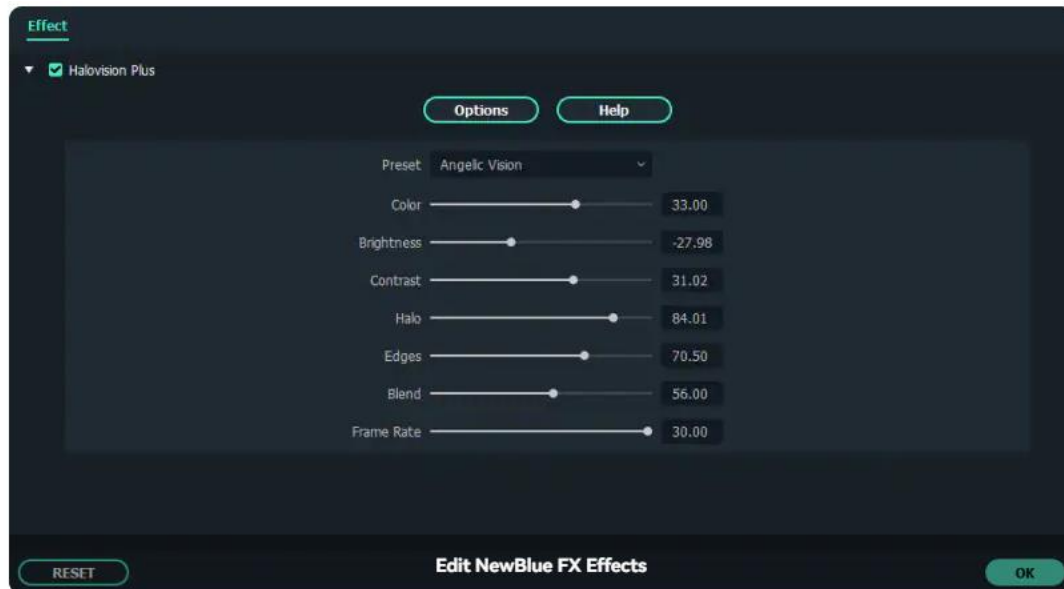 Effect
Halovision Plus
Options Help
Preset Angelic Vision
Color 33.00
Brightness -27.98
Contrast 31.02
Halo 84.01
Edges 70.50
Blend 56.00
Frame Rate 30.00
RESET Edit NewBlue FX Effects OK